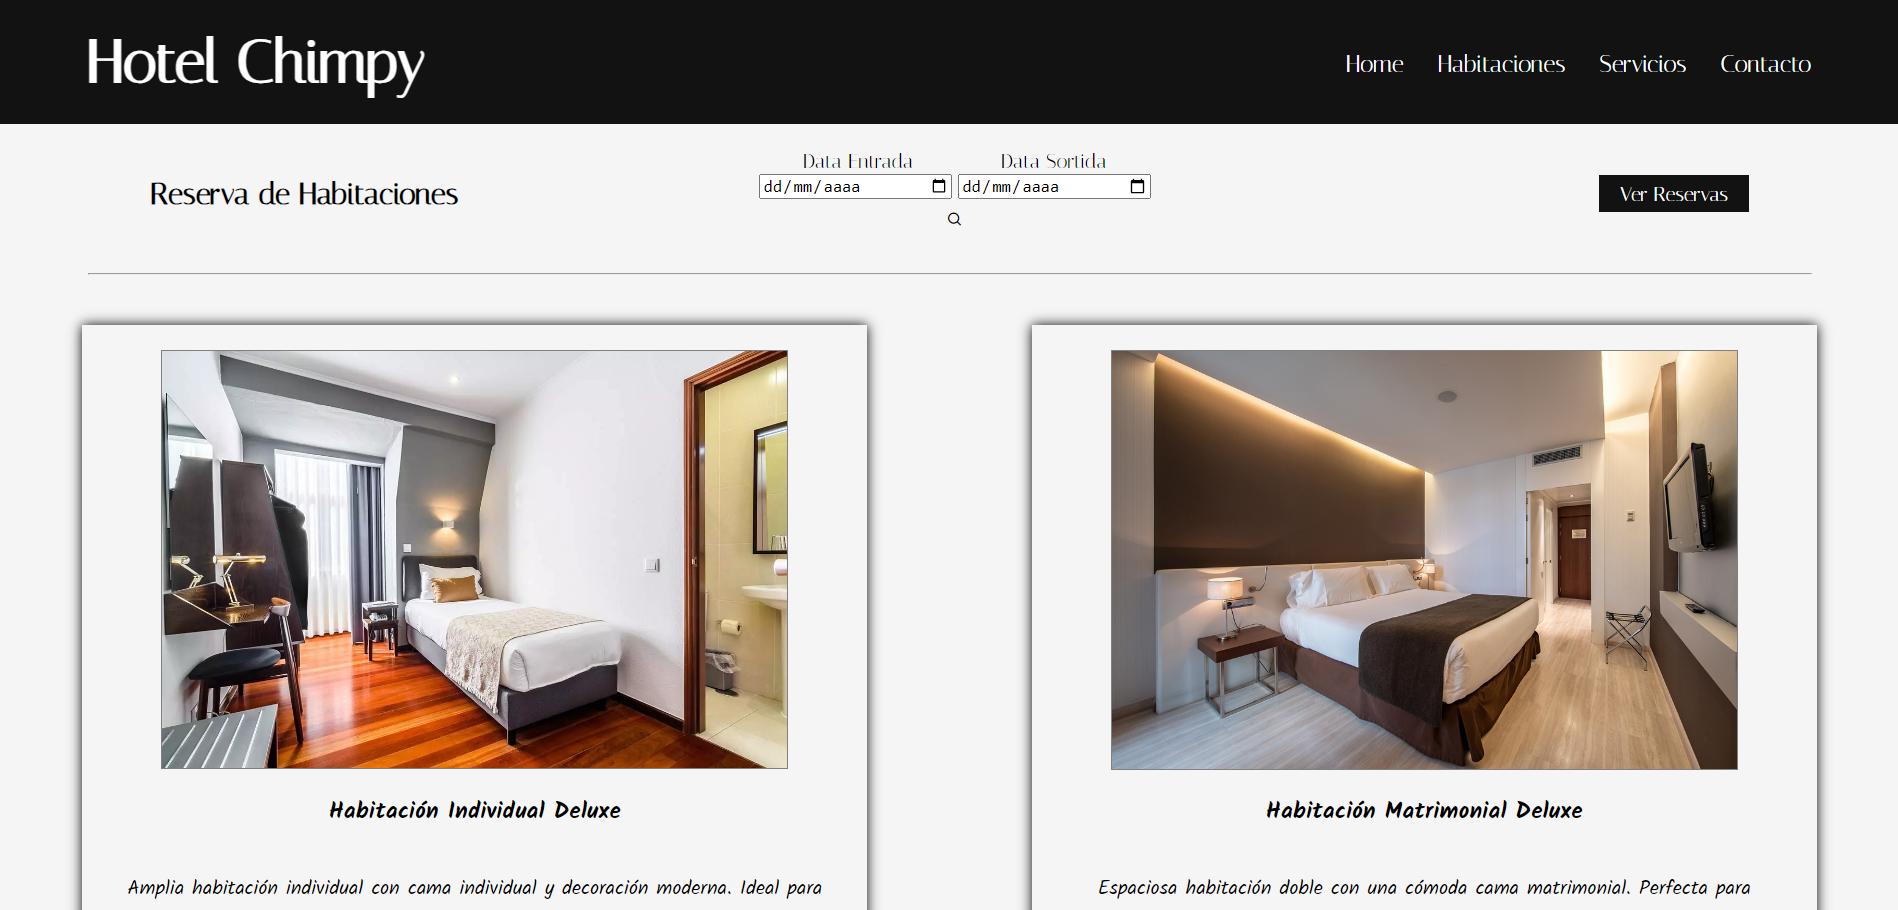 Hotel Chimpy
Home Habitaciones Servicios Contacto
Reserva de Habitaciones
Data Entrada Data Sortida
dd/mm/aaaa dd/mm/aaaa
Ver Reservas
Habitación Individual Deluxe
Amplia habitación individual con cama individual y decoración moderna. Ideal para
Habitación Matrimonial Deluxe
Espaciosa habitación doble con una cómoda cama matrimonial. Perfecta para